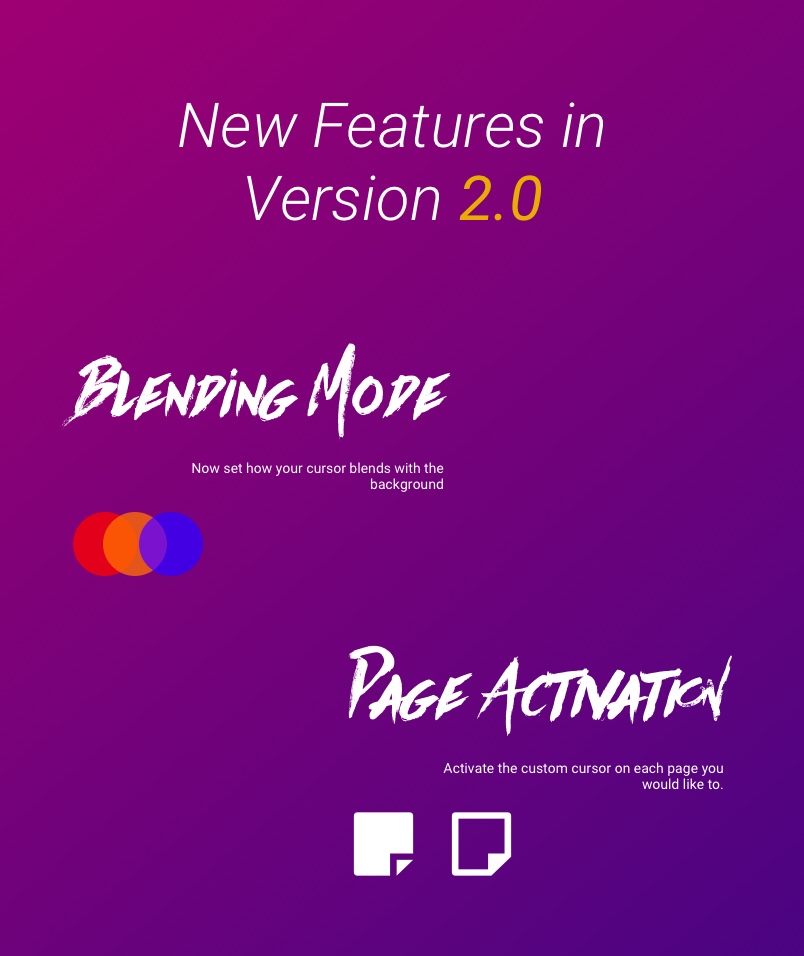 New Features in
Version 2.0
Blending Mode
Now set how your cursor blends with the
background
Page Activation
Activate the custom cursor on each page you
would like to.